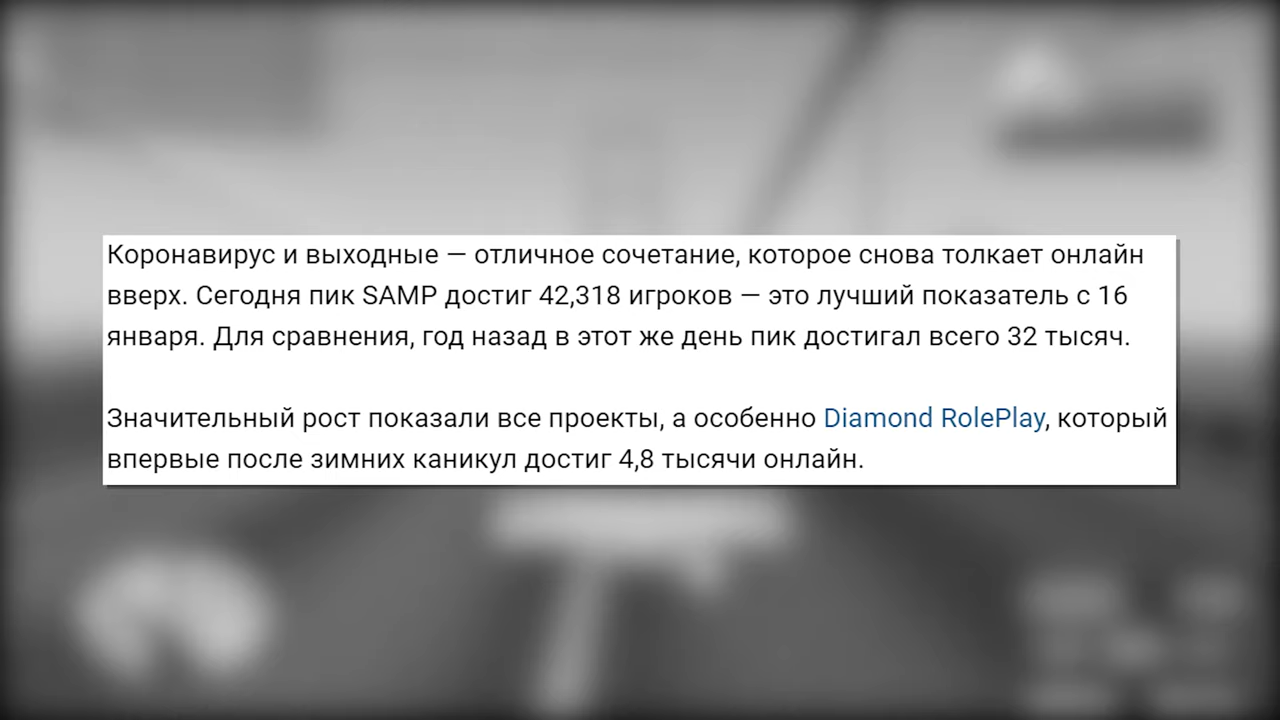 Коронавирус и выходные — отличное сочетание, которое снова толкает онлайн
вверх. Сегодня пик SAMP достиг 42,318 игроков — это лучший показатель с 16
января. Для сравнения, год назад в этот же день пик достигал всего 32 тысяч.
Значительный рост показали все проекты, а особенно Diamond RolePlay, который
впервые после зимних каникул достиг 4,8 тысячи онлайн.